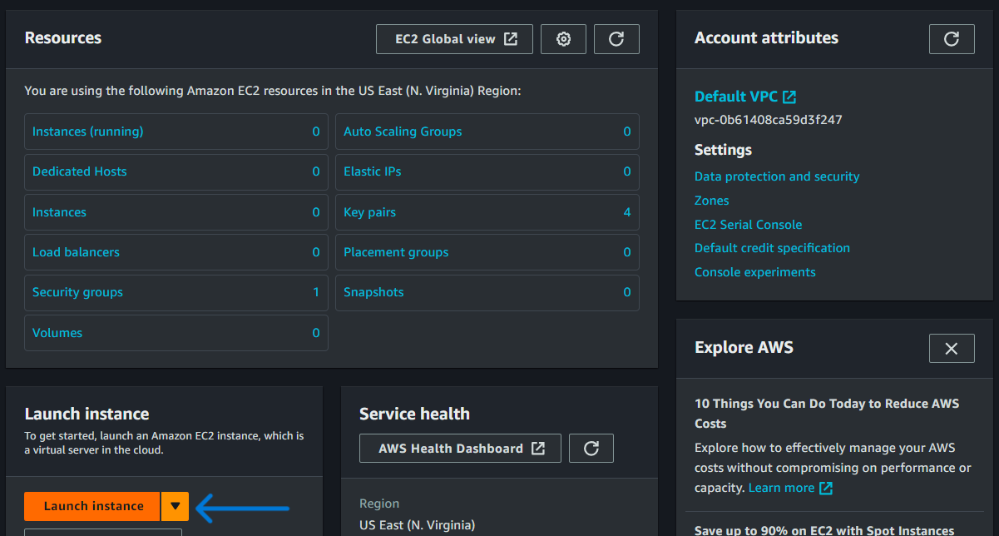 Resources
EC2 Global view
You are using the following Amazon EC2 resources in the US East (N. Virginia) Region:
Instances (running) 0
Auto Scaling Groups 0
Dedicated Hosts 0
Elastic IPs 0
Instances 0
Key pairs 4
Load balancers 0
Placement groups 0
Security groups 1
Snapshots 0
Volumes 0
Account attributes
Default VPC
vpc-0b61408ca59d3f247
Settings
Data protection and security
Zones
EC2 Serial Console
Default credit specification
Console experiments
Launch instance
To get started, launch an Amazon EC2 instance, which is
a virtual server in the cloud.
Launch instance
Service health
AWS Health Dashboard
Region
US East (N. Virginia)
Explore AWS
10 Things You Can Do Today to Reduce AWS
Costs
Explore how to effectively manage your AWS
costs without compromising on performance or
capacity. Learn more
Save up to 90% on EC2 with Spot Instances